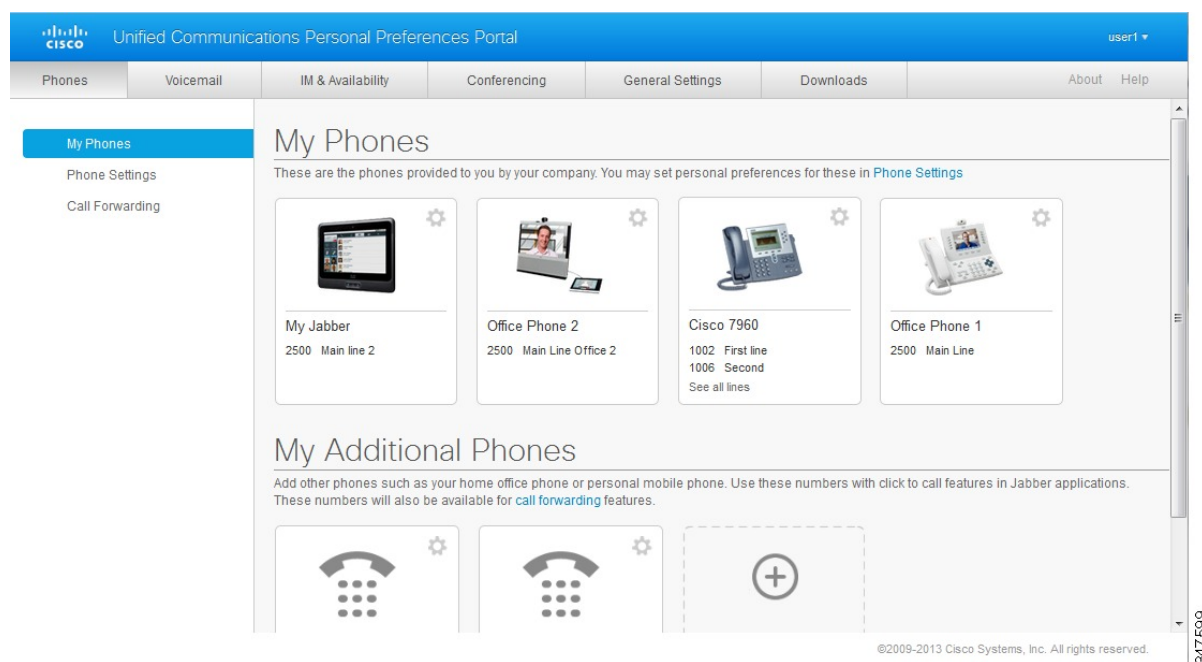 cisco Unified Communications Personal Preferences Portal user1
Phones Voicemail IM & Availability Conferencing General Settings Downloads About Help
My Phones
Phone Settings
Call Forwarding
My Phones
These are the phones provided to you by your company. You may set personal preferences for these in Phone Settings
My Jabber
2500 Main line 2
Office Phone 2
2500 Main Line Office 2
Cisco 7960
1002 First line
1006 Second
See all lines
Office Phone 1
2500 Main Line
My Additional Phones
Add other phones such as your home office phone or personal mobile phone. Use these numbers with click to call features in Jabber applications.
These numbers will also be available for call forwarding features.
©2009-2013 Cisco Systems, Inc. All rights reserved.
347599